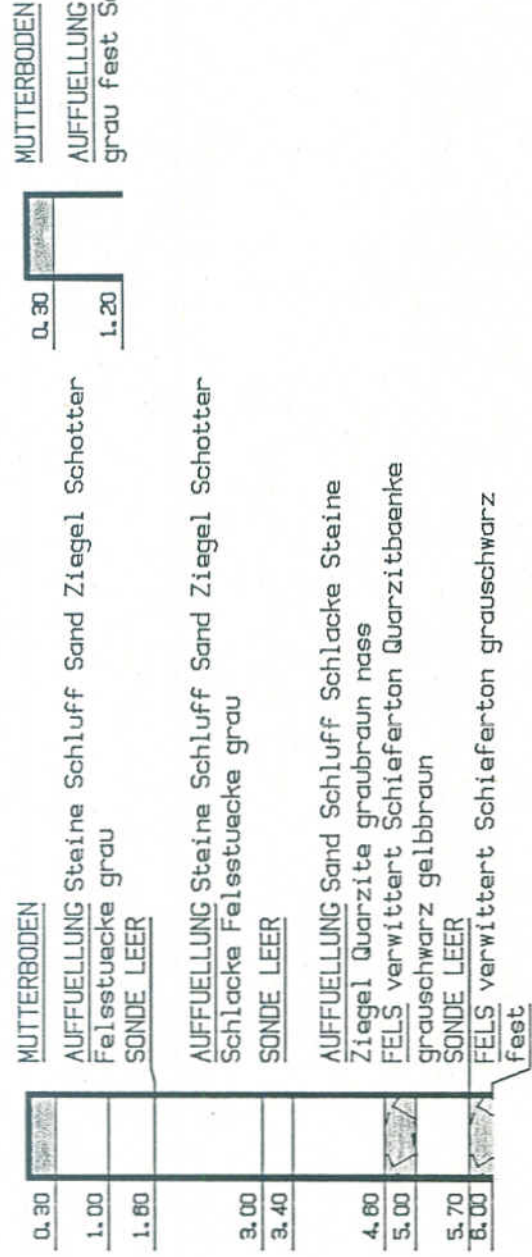 MUTTERBODEN
0.30
AUFFUELLUNG Steine Schluff Sand Ziegel Schotter
Felsstuecke grau
1.00
SONDE LEER
1.60
AUFFUELLUNG Steine Schluff Sand Ziegel Schotter
Schlacke Felsstuecke grau
3.00
SONDE LEER
3.40
AUFFUELLUNG Sand Schluff Schlacke Steine
Ziegel Quarzite graubraun nass
4.60
FELS verwittert Schieferton Quarzitbaenke
grauschwarz gelbbraun
5.00
SONDE LEER
5.70
FELS verwittert Schieferton grauschwarz
fest
6.00
MUTTERBODEN
0.30
AUFFUELLUNG
grau fest
1.20